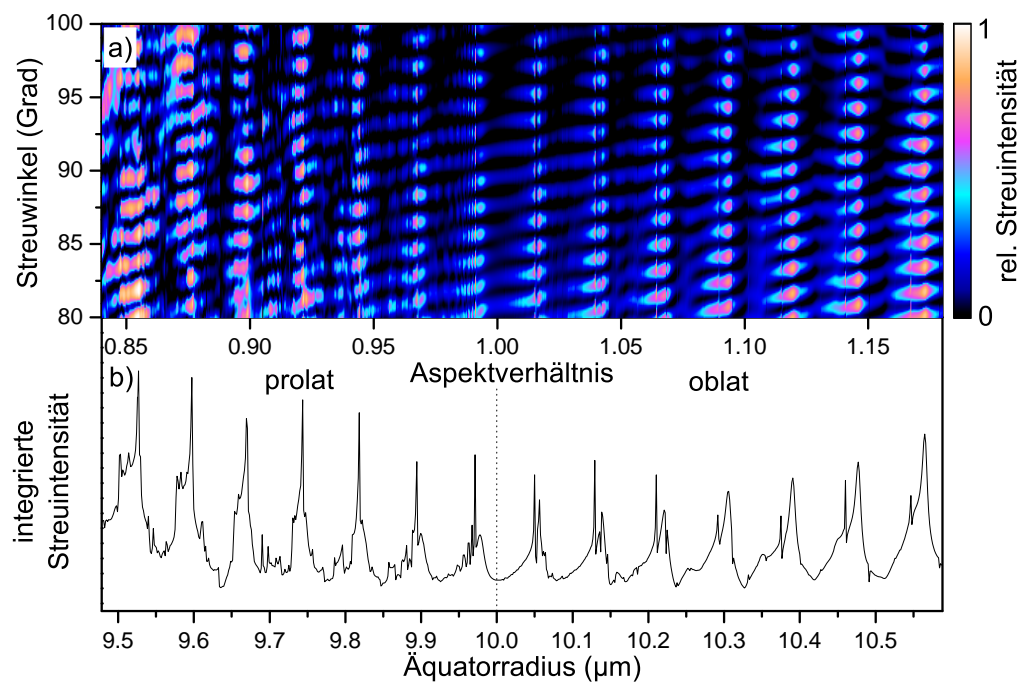 a)
Streuwinkel (Grad)
100
95
90
85
80
1
0
rel. Streuintensität
0.85 0.90 0.95 1.00 1.05 1.10 1.15
Aspektverhältnis
b)
prolat
oblat
integrierte
Streuintensität
9.5 9.6 9.7 9.8 9.9 10.0 10.1 10.2 10.3 10.4 10.5
Äquatorradius (µm)